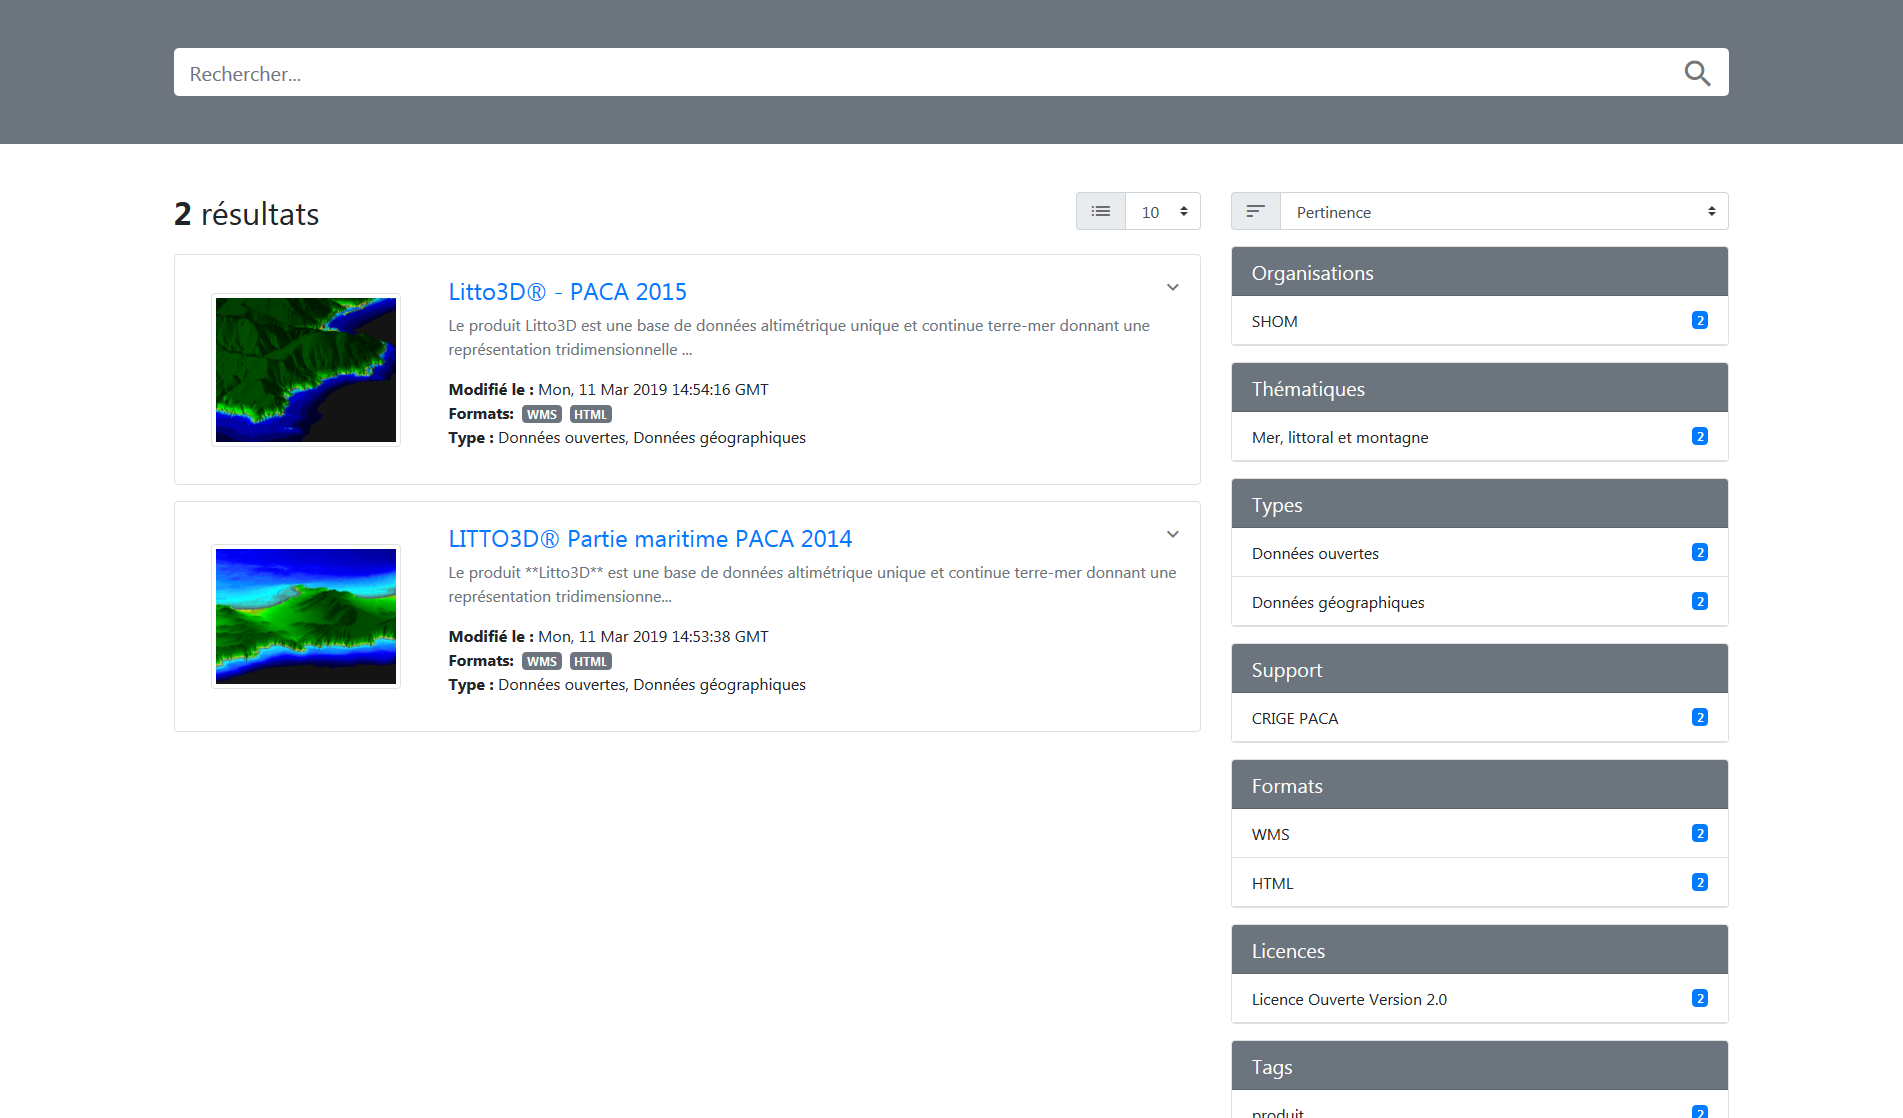 Rechercher...
2 résultats
10
Pertinence
Litto3D® - PACA 2015
Le produit Litto3D est une base de données altimétrique unique et continue terre-mer donnant une
représentation tridimensionnelle ...
Modifié le : Mon, 11 Mar 2019 14:54:16 GMT
Formats: WMS HTML
Type : Données ouvertes, Données géographiques
LITTO3D® Partie maritime PACA 2014
Le produit **Litto3D** est une base de données altimétrique unique et continue terre-mer donnant une
représentation tridimensionne...
Modifié le : Mon, 11 Mar 2019 14:53:38 GMT
Formats: WMS HTML
Type : Données ouvertes, Données géographiques
Organisations
SHOM 2
Thématiques
Mer, littoral et montagne 2
Types
Données ouvertes 2
Données géographiques 2
Support
CRIGE PACA 2
Formats
WMS 2
HTML 2
Licences
Licence Ouverte Version 2.0 2
Tags
produit 2